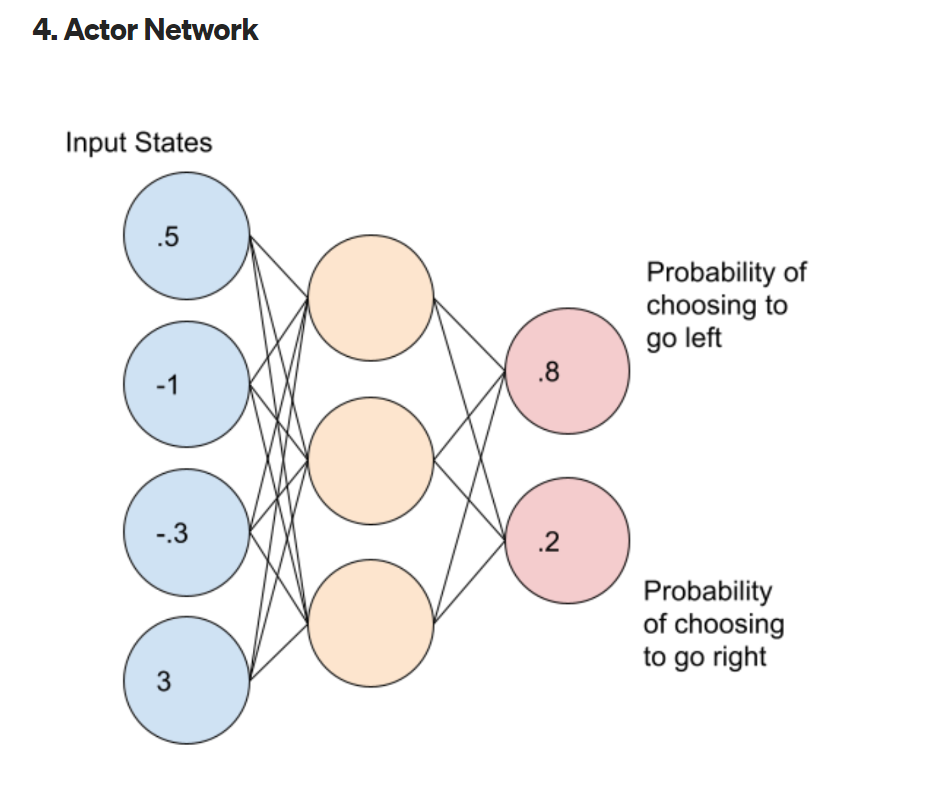 4. Actor Network
Input States
.5
-1
-.3
3
.8
.2
Probability of
choosing to
go left
Probability
of choosing
to go right